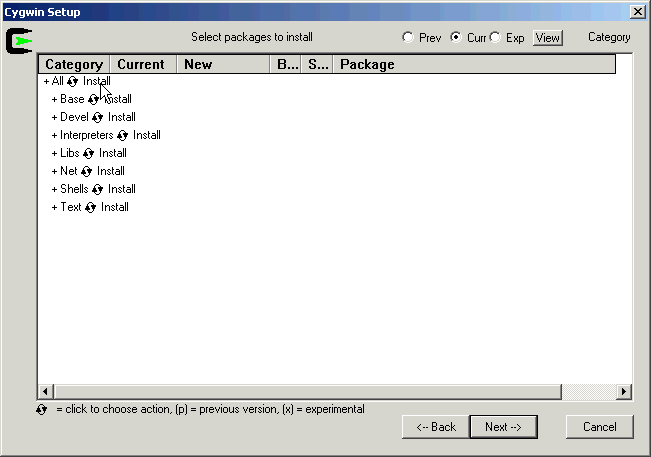 Cygwin Setup
Select packages to install Prev Curr Exp View Category
Category Current New B... S... Package
+ All Install
+ Base Install
+ Devel Install
+ Interpreters Install
+ Libs Install
+ Net Install
+ Shells Install
+ Text Install
= click to choose action, (p) = previous version, (x) = experimental
<-- Back Next --> Cancel